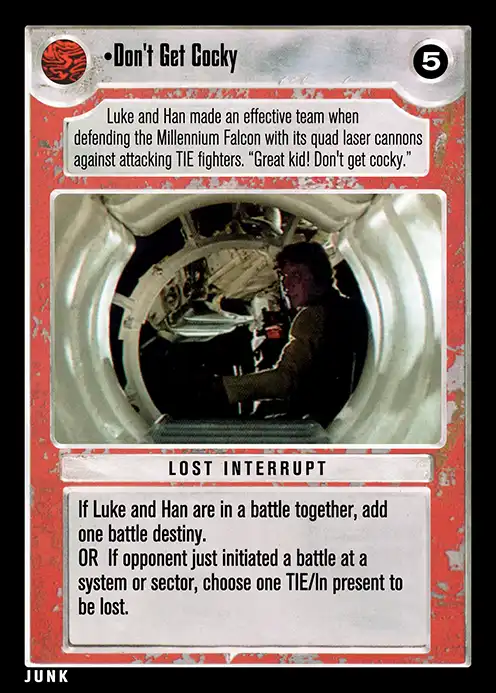 •Don't Get Cocky
5
Luke and Han made an effective team when
defending the Millennium Falcon with its quad laser cannons
against attacking TIE fighters. “Great kid! Don't get cocky.”
LOST INTERRUPT
If Luke and Han are in a battle together, add
one battle destiny.
OR If opponent just initiated a battle at a
system or sector, choose one TIE/ln present to
be lost.
JUNK